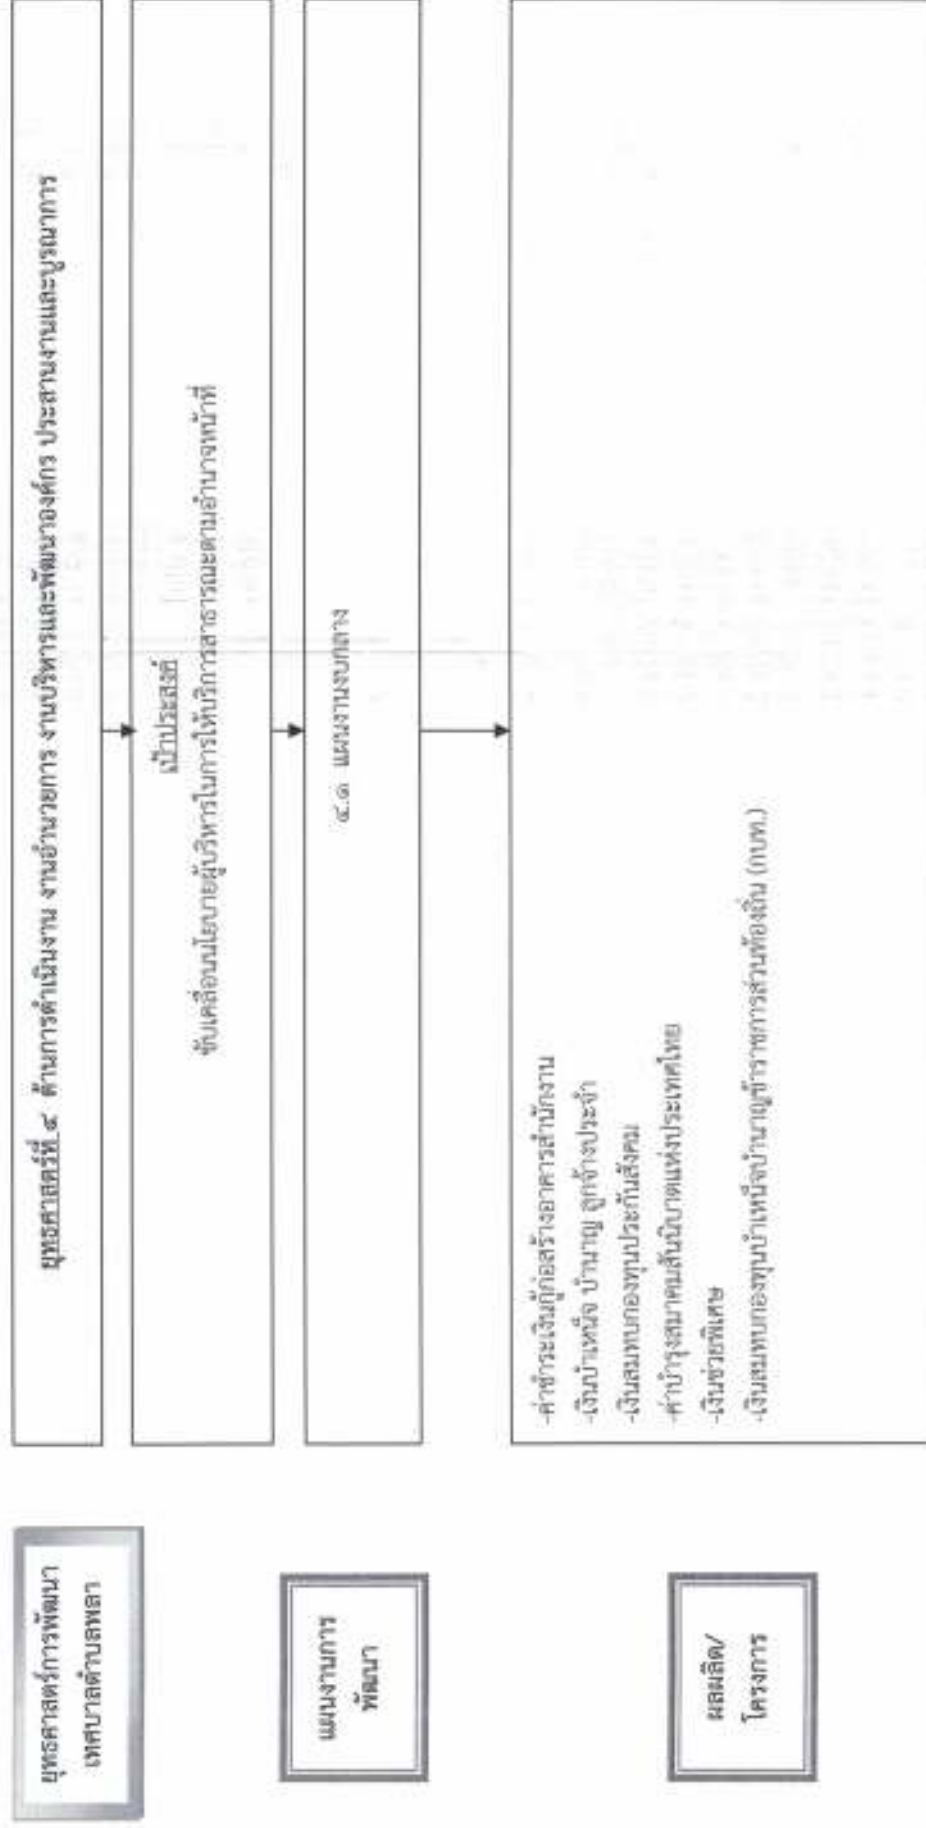 ยุทธศาสตร์การพัฒนา
เทศบาลตำบลพลา
ยุทธศาสตร์ที่ ๔ ด้านการดำเนินงาน งานอำนวยการ งานบริหารและพัฒนาองค์กร ประสานงานและบูรณาการ
เป้าประสงค์
ขับเคลื่อนนโยบายผู้บริหารในการให้บริการสาธารณะตามอำนาจหน้าที่
แผนงานการ
พัฒนา
๔.๑ แผนงานงบกลาง
ผลผลิต/
โครงการ
-ค่าชำระเงินกู้ก่อสร้างอาคารสำนักงาน
-เงินบำเหน็จ บำนาญ ลูกจ้างประจำ
-เงินสมทบกองทุนประกันสังคม
-ค่าบำรุงสมาคมสันนิบาตแห่งประเทศไทย
-เงินช่วยพิเศษ
-เงินสมทบกองทุนบำเหน็จบำนาญข้าราชการส่วนท้องถิ่น (กบท.)